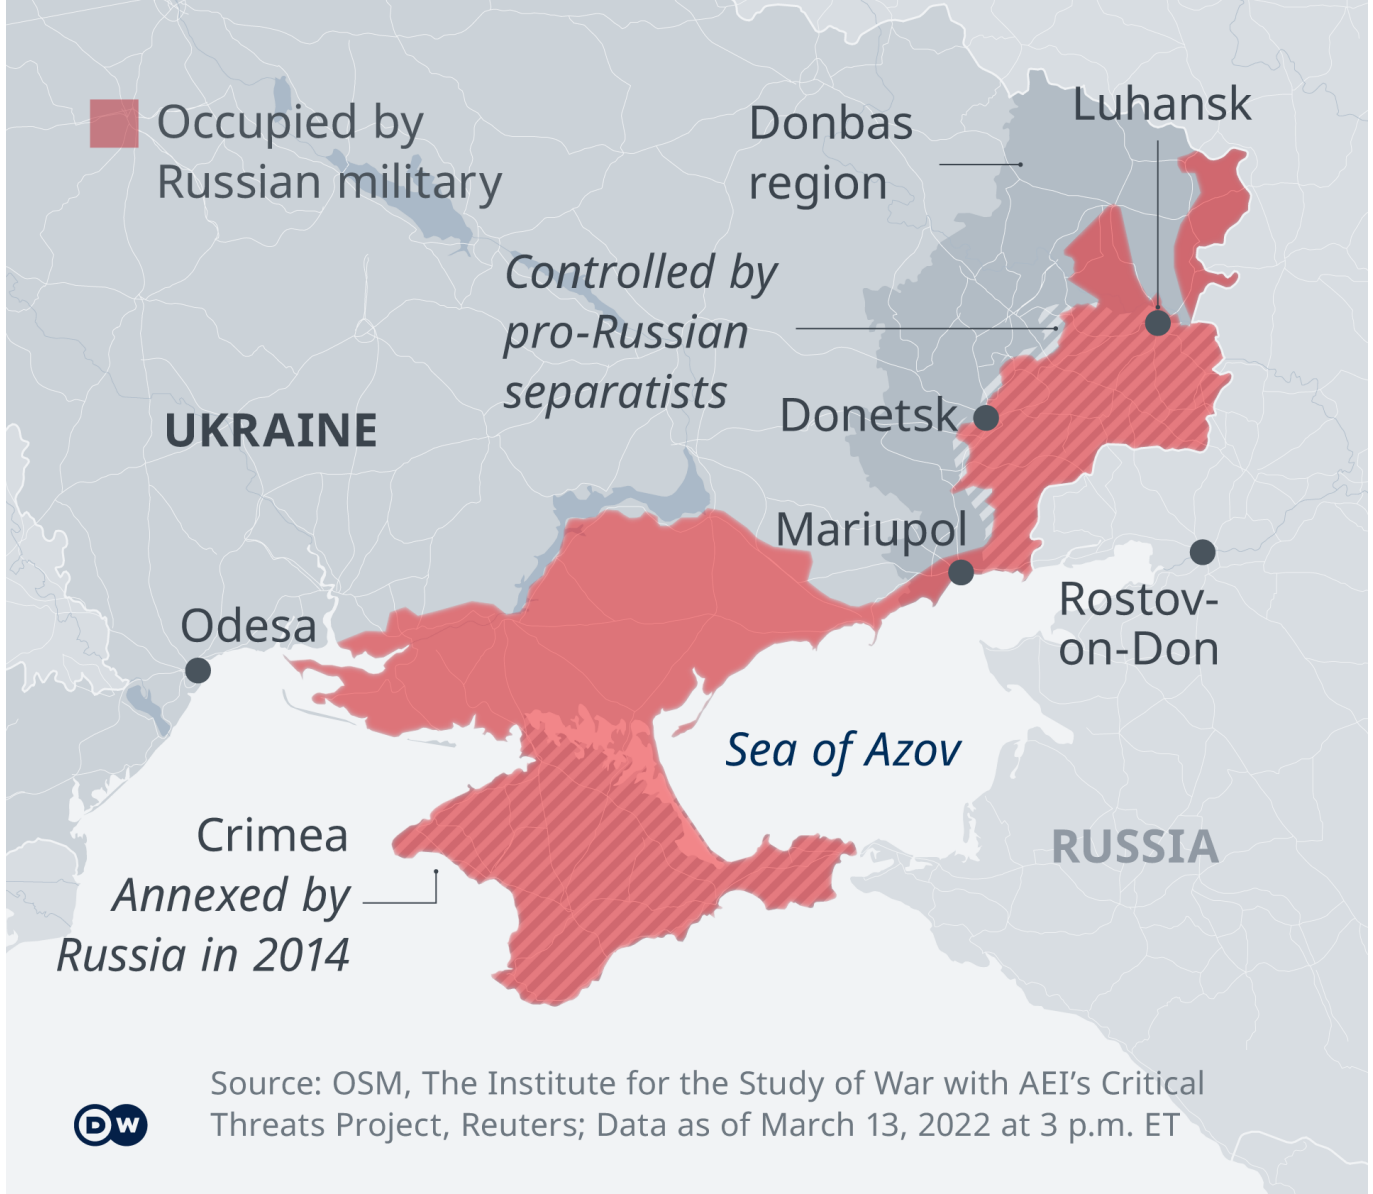 Occupied by
Russian military
Donbas
region
Luhansk
Controlled by
pro-Russian
separatists
UKRAINE
Donetsk
Mariupol
Odesa
Rostov-
on-Don
Sea of Azov
Crimea
Annexed by
Russia in 2014
RUSSIA
Source: OSM, The Institute for the Study of War with AEI’s Critical
Threats Project, Reuters; Data as of March 13, 2022 at 3 p.m. ET
DW